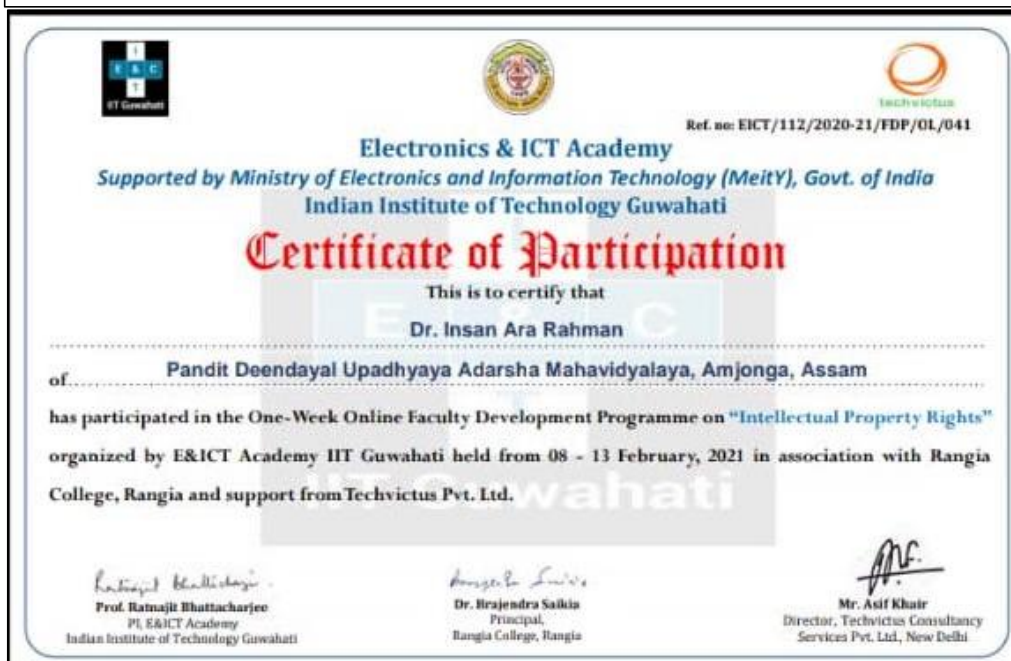 I
E & C
T
IIT Guwahati
techvictus
Ref. no: EICT/112/2020-21/FDP/OL/041
Electronics & ICT Academy
Supported by Ministry of Electronics and Information Technology (MeitY), Govt. of India
Indian Institute of Technology Guwahati
Certificate of Participation
This is to certify that
Dr. Insan Ara Rahman
of Pandit Deendayal Upadhyaya Adarsha Mahavidyalaya, Amjonga, Assam
has participated in the One-Week Online Faculty Development Programme on "Intellectual Property Rights"
organized by E&ICT Academy IIT Guwahati held from 08 - 13 February, 2021 in association with Rangia
College, Rangia and support from Techvictus Pvt. Ltd.
E & C
IIT Guwahati
Prof. Ratnajit Bhattacharjee
PI, E&ICT Academy
Indian Institute of Technology Guwahati
Dr. Brajendra Saikia
Principal,
Rangia College, Rangia
Mr. Asif Khair
Director, Techvictus Consultancy
Services Pvt. Ltd., New Delhi